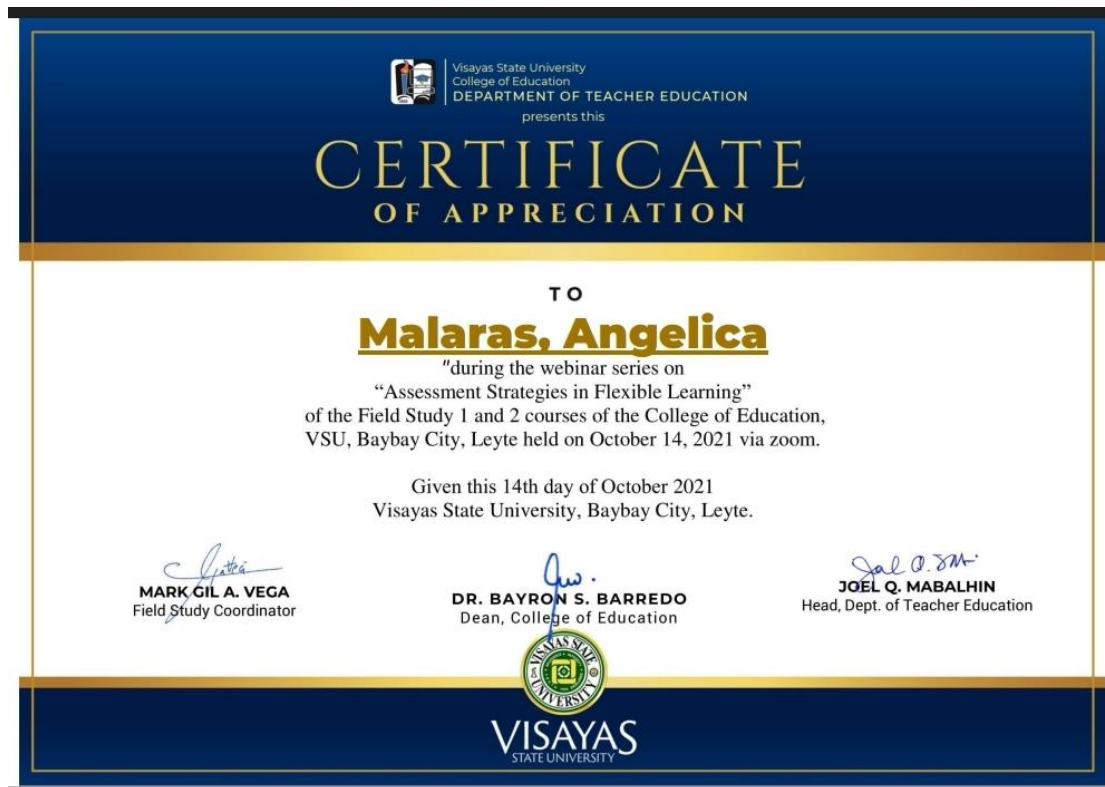 Visayas State University
College of Education
DEPARTMENT OF TEACHER EDUCATION
presents this
CERTIFICATE
OF APPRECIATION
TO
Malaras, Angelica
"during the webinar series on
“Assessment Strategies in Flexible Learning”
of the Field Study 1 and 2 courses of the College of Education,
VSU, Baybay City, Leyte held on October 14, 2021 via zoom.
Given this 14th day of October 2021
Visayas State University, Baybay City, Leyte.
MARK GIL A. VEGA
Field Study Coordinator
DR. BAYRON S. BARREDO
Dean, College of Education
JOEL Q. MABALHIN
Head, Dept. of Teacher Education
VISAYAS STATE
UNIVERSITY
VISAYAS
STATE UNIVERSITY